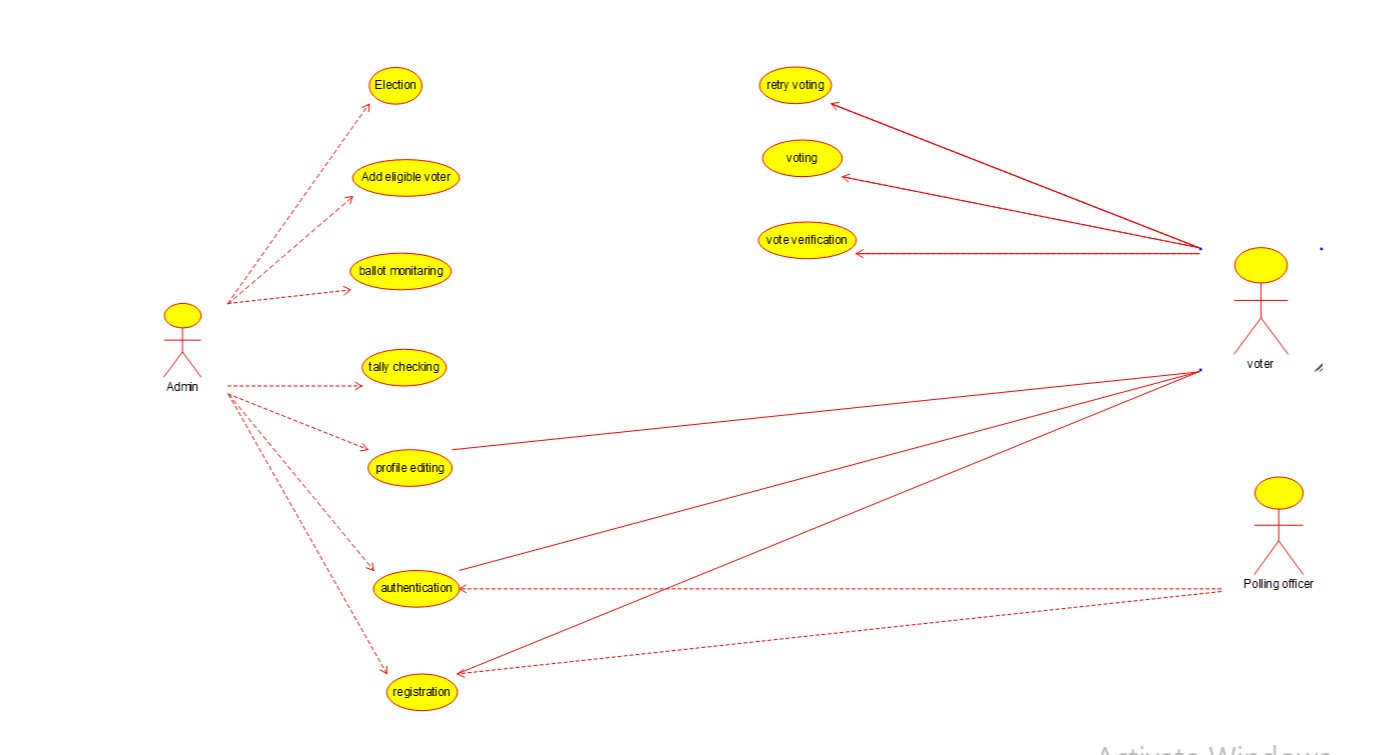 Election
retry voting
voting
Add eligible voter
vote verification
ballot monitaring
voter
tally checking
Admin
profile editing
Polling officer
authentication
registration
Activate Windows